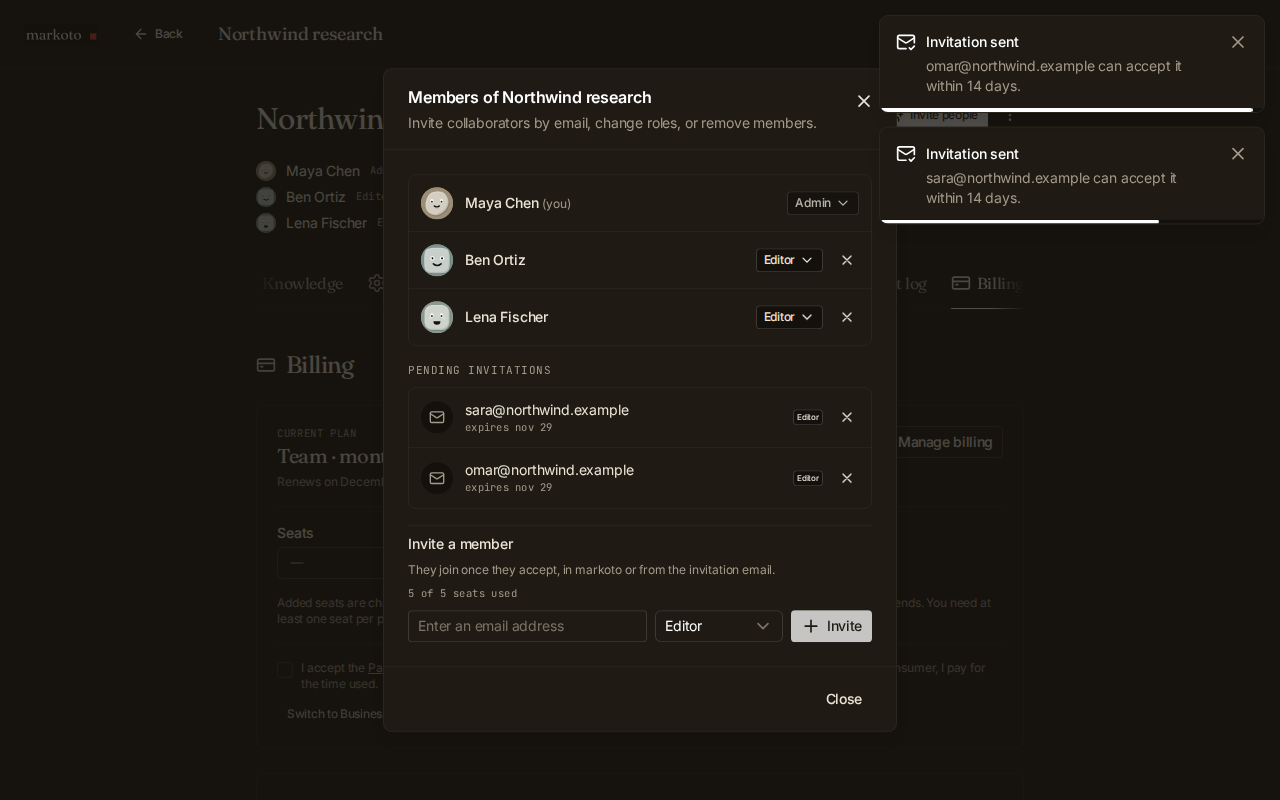 markoto
Back
Northwind research
Invitation sent
omar@northwind.example can accept it
within 14 days.
Invitation sent
sara@northwind.example can accept it
within 14 days.
Members of Northwind research
Invite collaborators by email, change roles, or remove members.
Maya Chen (you)
Admin
Ben Ortiz
Editor
Lena Fischer
Editor
PENDING INVITATIONS
sara@northwind.example
expires nov 29
Editor
omar@northwind.example
expires nov 29
Editor
Invite a member
They join once they accept, in markoto or from the invitation email.
5 of 5 seats used
Enter an email address
Editor
Invite
Close
Invite people
Maya Chen
Ben Ortiz
Lena Fischer
Knowledge
log
Billing
Billing
CURRENT PLAN
Team · 
Manage billing
Renews on
Seats
—
Added seats are
ends. You need at
least one seat per
I accept the
I pay for
the time used.
Switch to